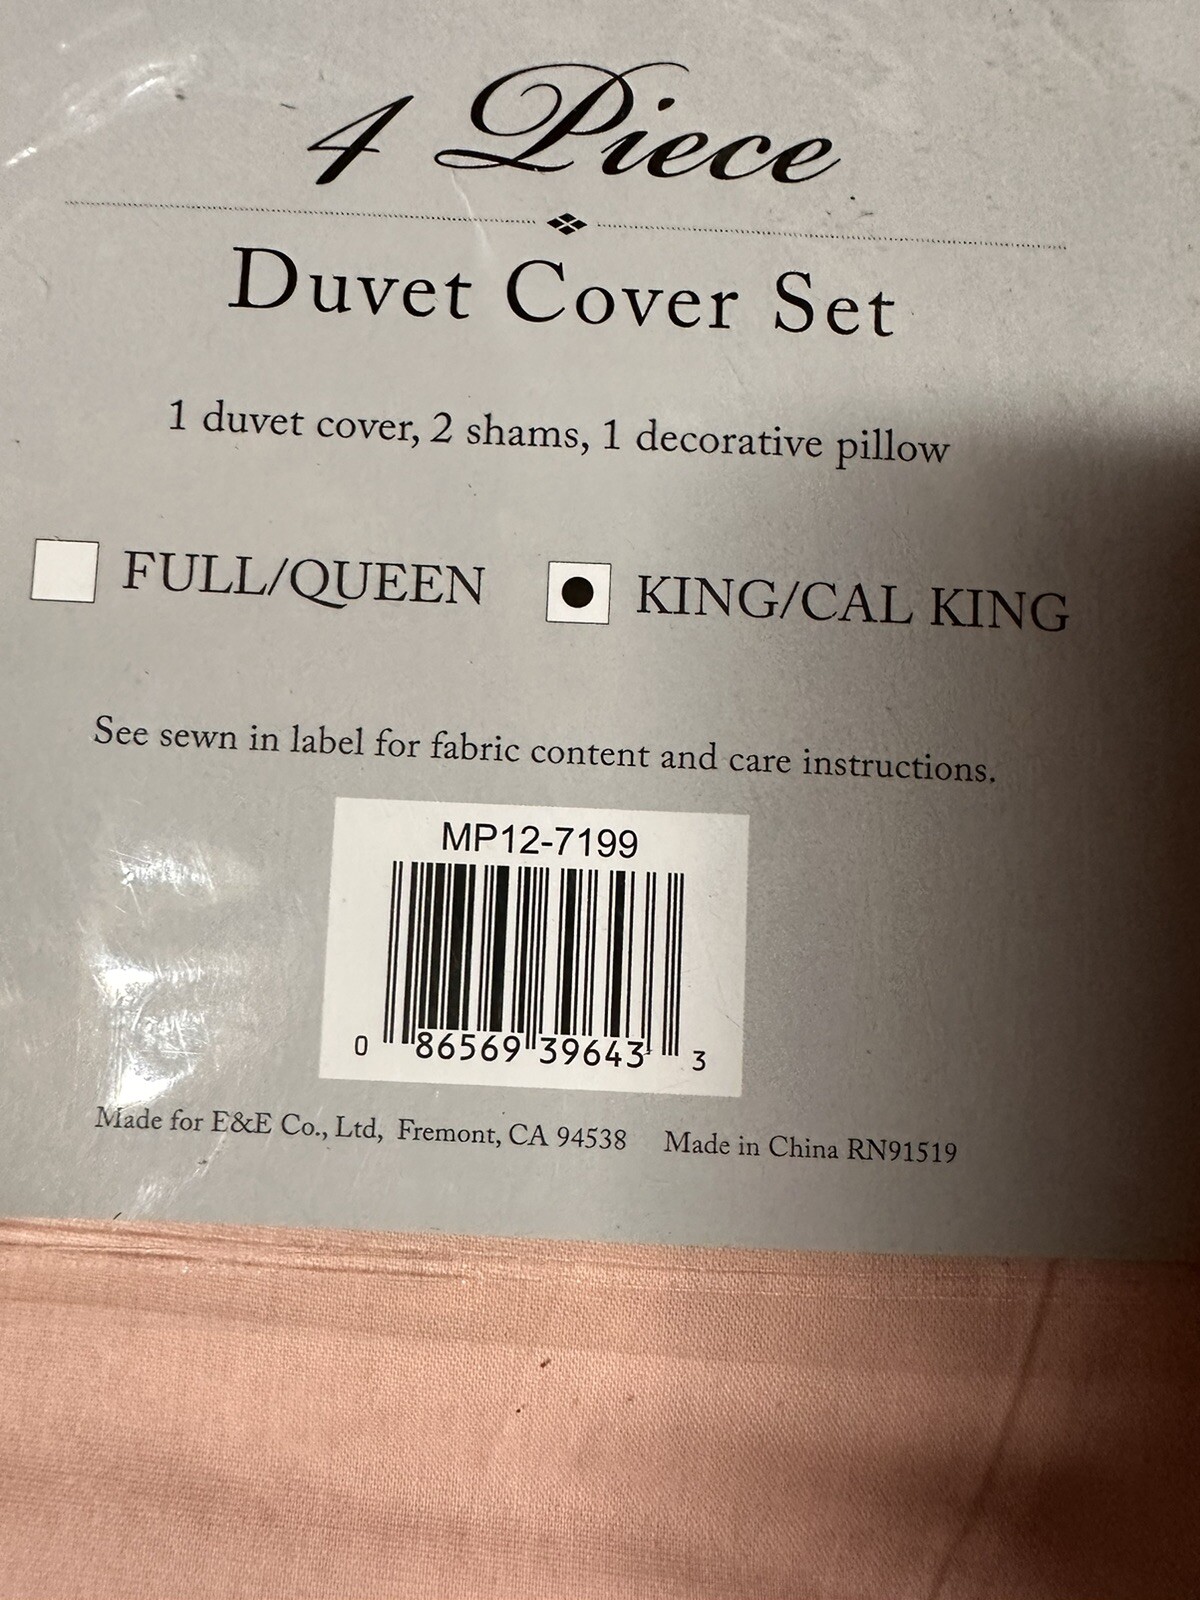 4 Piece
Duvet Cover Set
1 duvet cover, 2 shams, 1 decorative pillow
FULL/QUEEN KING/CAL KING
See sewn in label for fabric content and care instructions.
MP12-7199
0 86569 39643 3
Made for E&E Co., Ltd, Fremont, CA 94538 Made in China RN91519